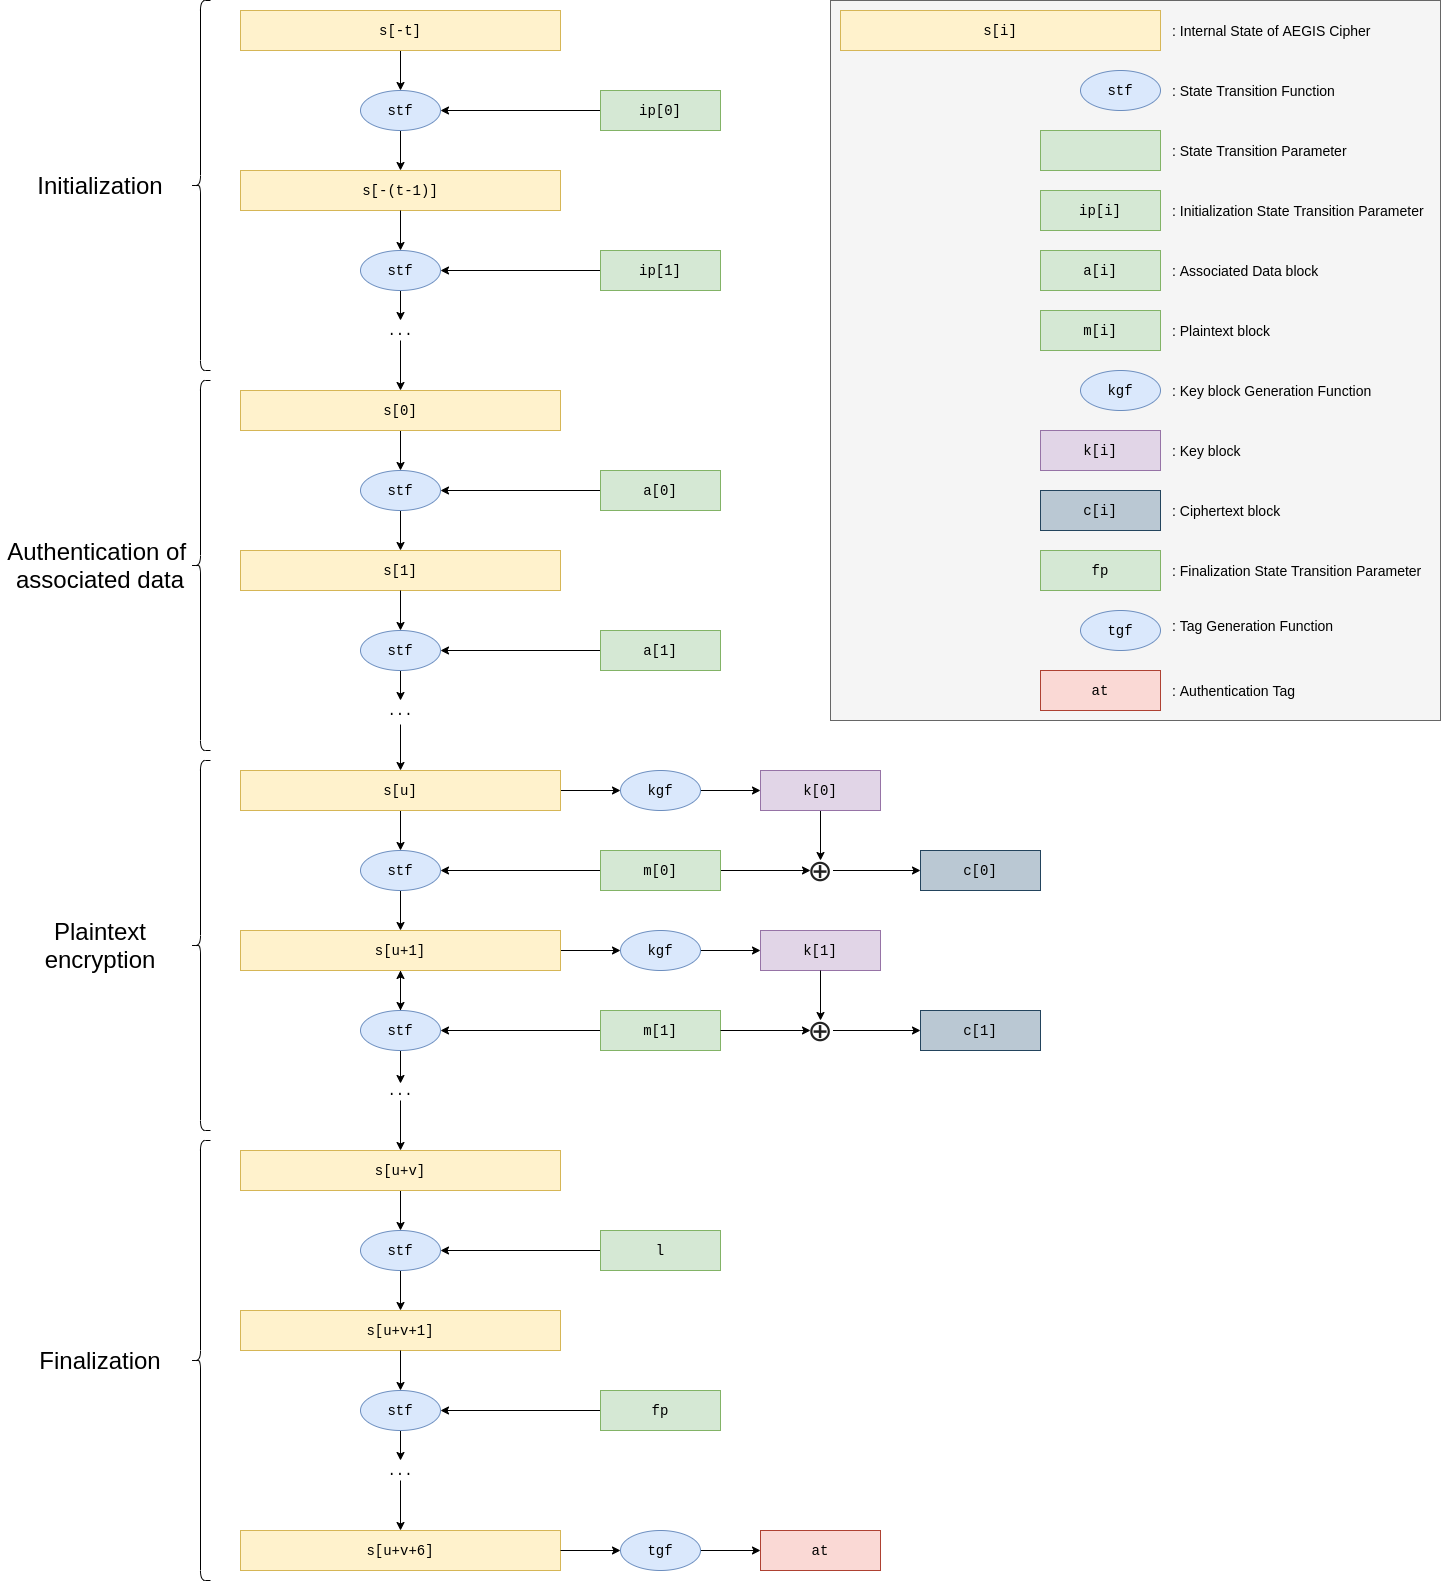 s[-t]
stf
ip[0]
Initialization
s[-(t-1)]
stf
ip[1]
...
s[0]
stf
a[0]
Authentication of
associated data
s[1]
stf
a[1]
...
s[u]
kgf
k[0]
stf
m[0]
⊕
c[0]
Plaintext
encryption
s[u+1]
kgf
k[1]
stf
m[1]
⊕
c[1]
...
s[u+v]
stf
l
s[u+v+1]
Finalization
stf
fp
...
s[u+v+6]
tgf
at
s[i] : Internal State of AEGIS Cipher
stf : State Transition Function
: State Transition Parameter
ip[i] : Initialization State Transition Parameter
a[i] : Associated Data block
m[i] : Plaintext block
kgf : Key block Generation Function
k[i] : Key block
c[i] : Ciphertext block
fp : Finalization State Transition Parameter
tgf : Tag Generation Function
at : Authentication Tag